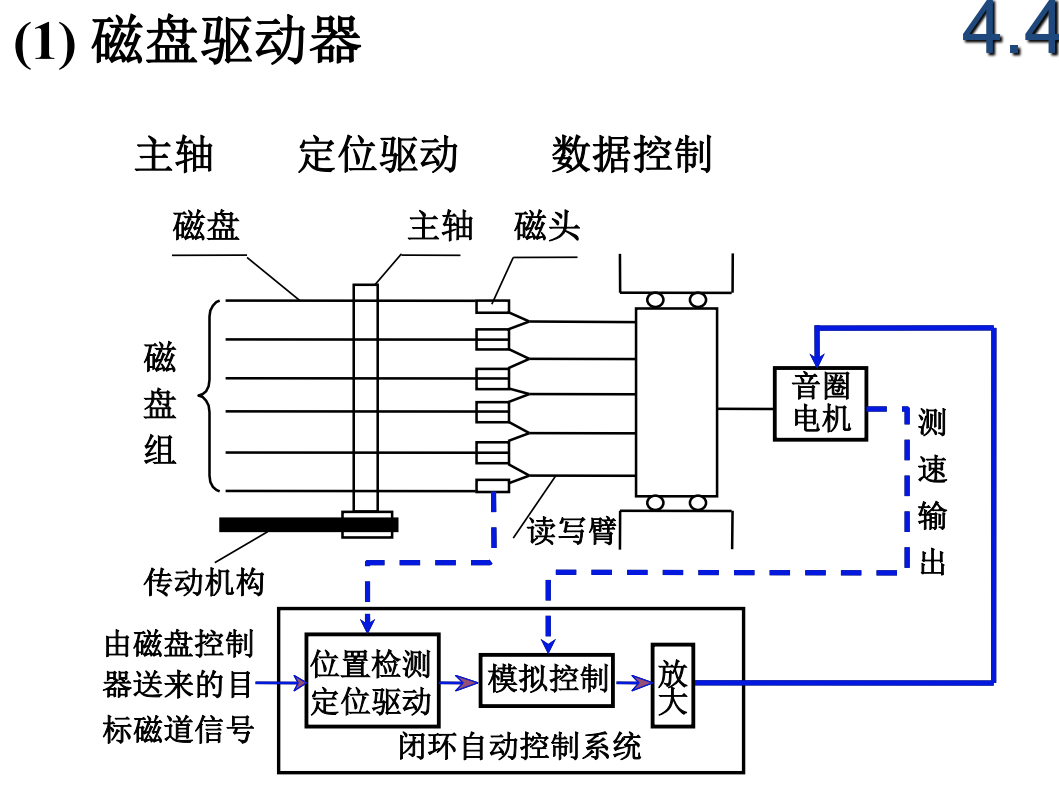 (1) 磁盘驱动器
4.4
主轴 定位驱动 数据控制
磁盘 主轴 磁头
磁
盘
组
音圈
电机
测
速
输
出
读写臂
传动机构
由磁盘控制
器送来的目
标磁道信号
位置检测
定位驱动
模拟控制
放
大
闭环自动控制系统